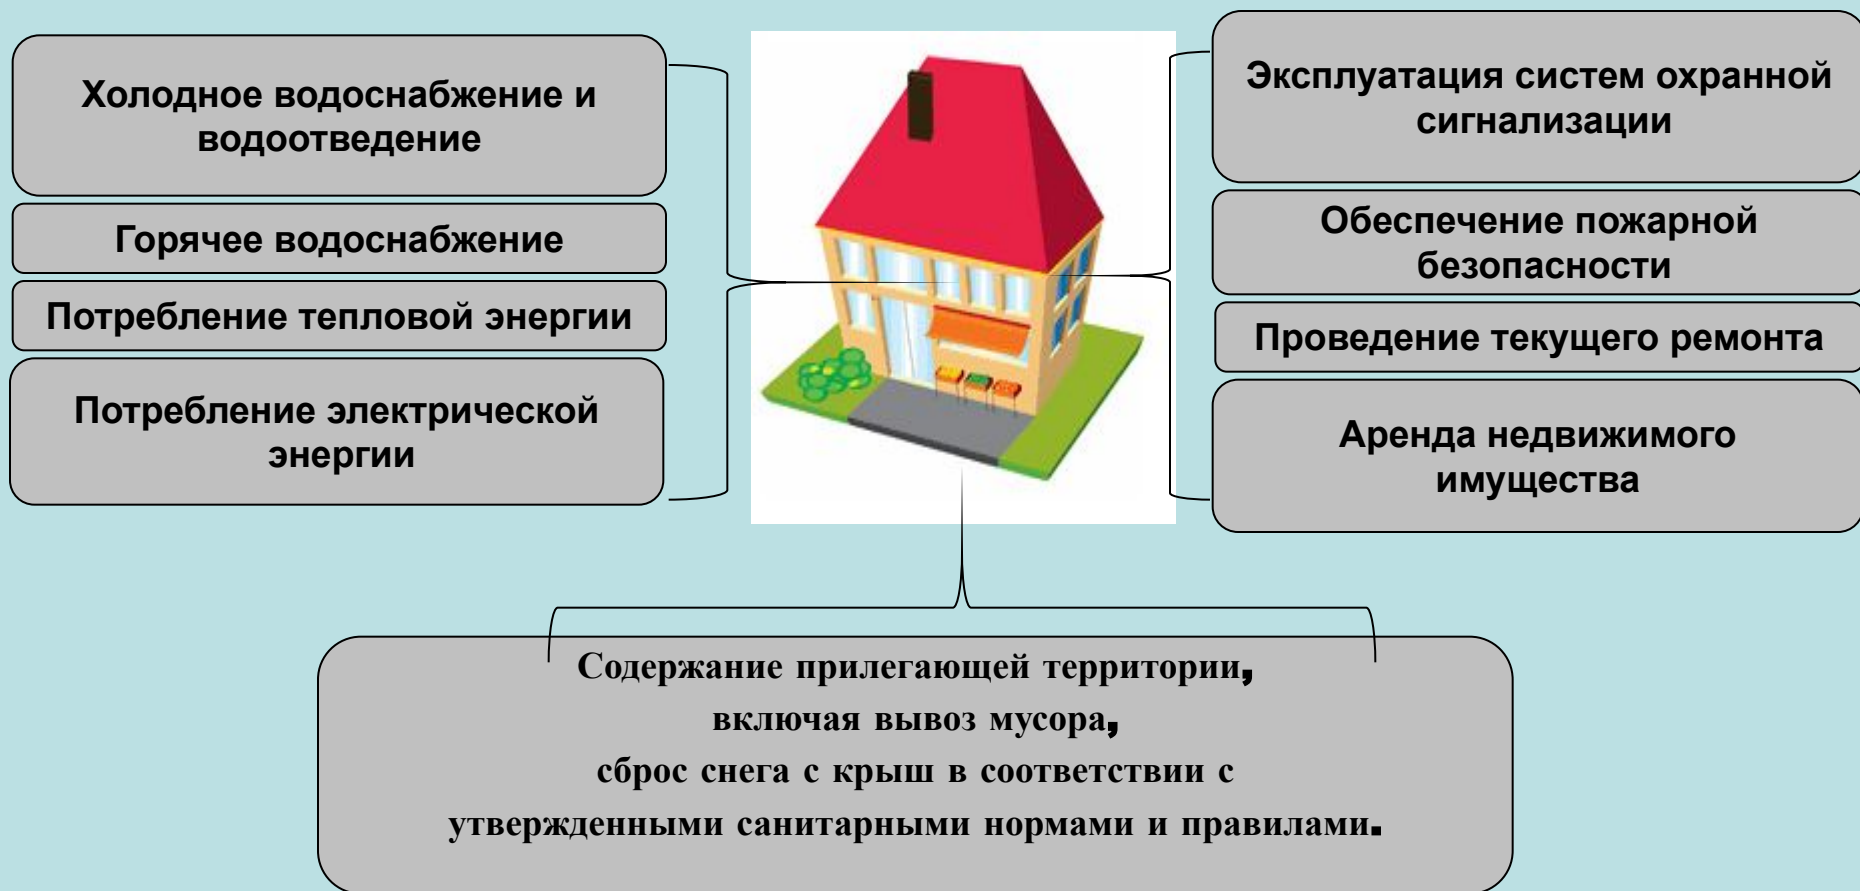 Холодное водоснабжение и
водоотведение
Горячее водоснабжение
Потребление тепловой энергии
Потребление электрической
энергии
Эксплуатация систем охранной
сигнализации
Обеспечение пожарной
безопасности
Проведение текущего ремонта
Аренда недвижимого
имущества
Содержание прилегающей территории,
включая вывоз мусора,
сброс снега с крыш в соответствии с
утвержденными санитарными нормами и правилами.